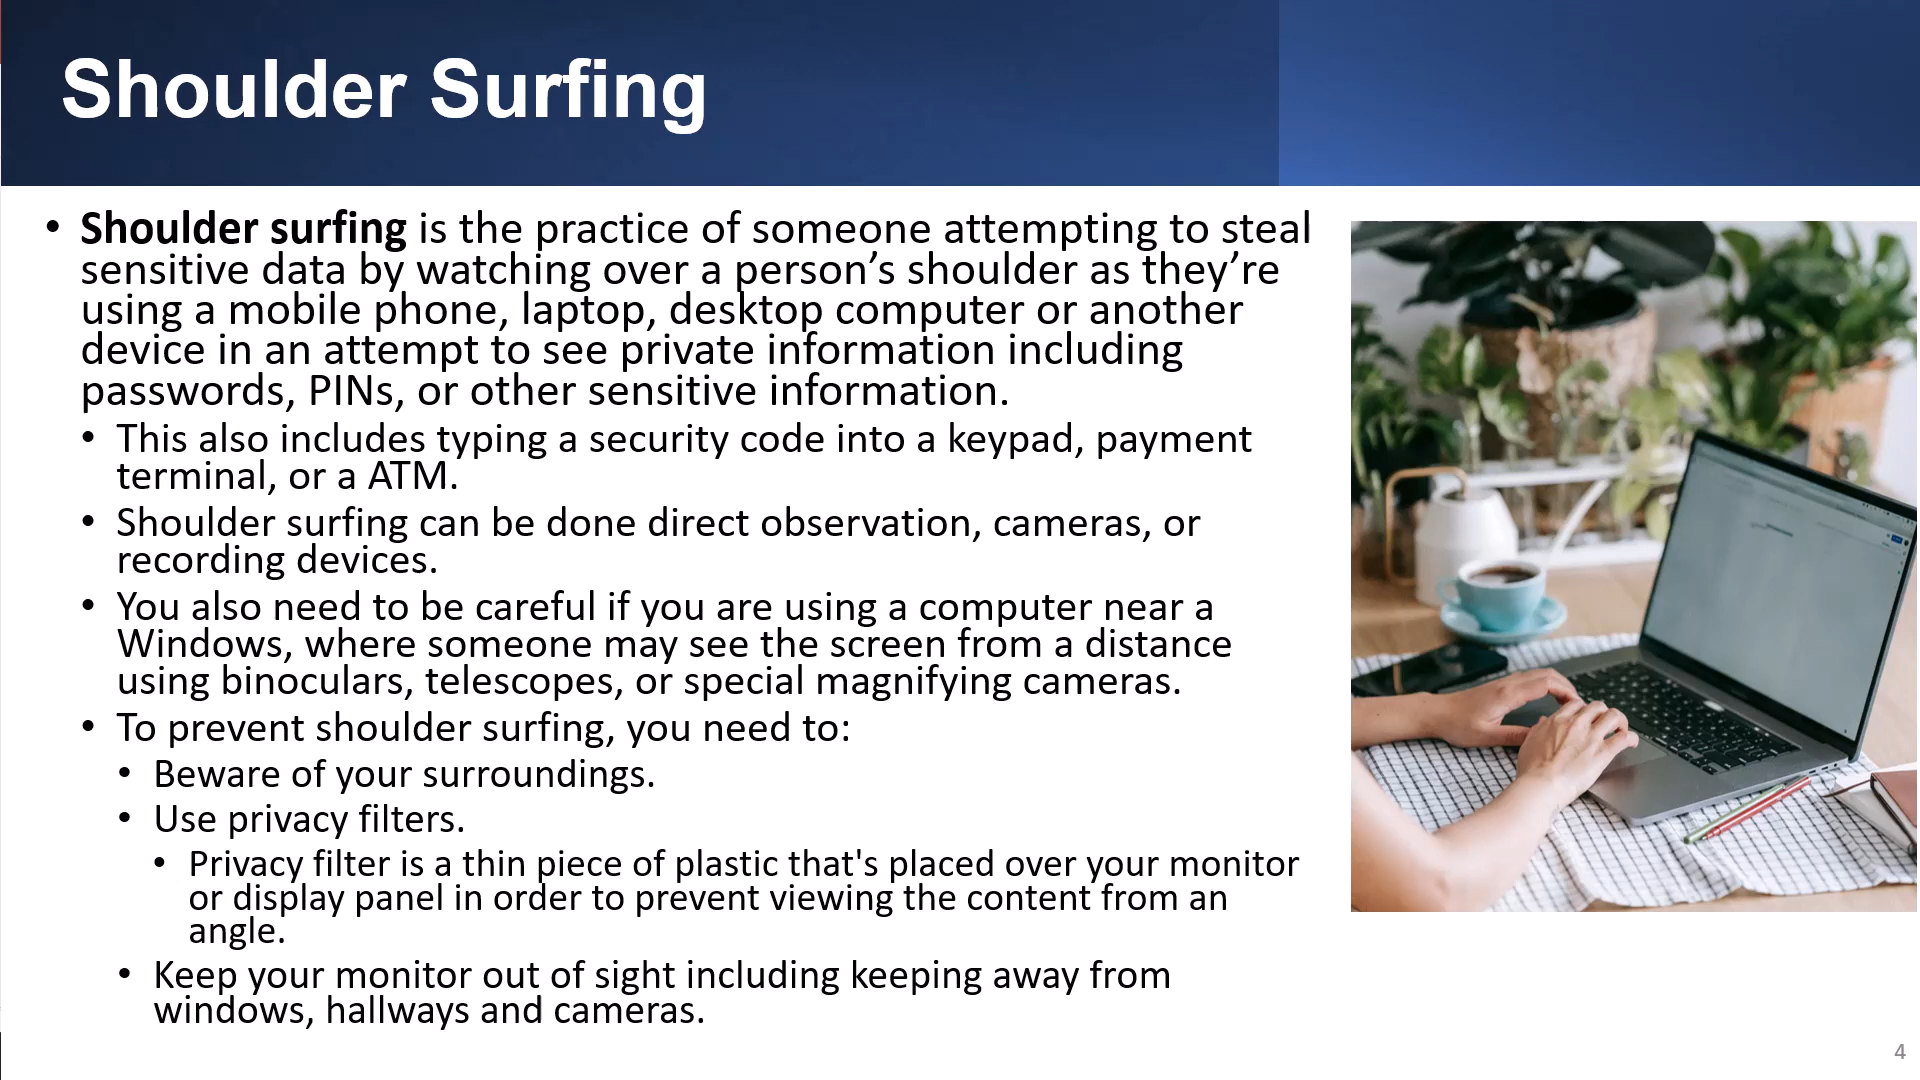 Shoulder Surfing
• Shoulder surfing is the practice of someone attempting to steal
sensitive data by watching over a person’s shoulder as they’re
using a mobile phone, laptop, desktop computer or another
device in an attempt to see private information including
passwords, PINs, or other sensitive information.
• This also includes typing a security code into a keypad, payment
terminal, or a ATM.
• Shoulder surfing can be done direct observation, cameras, or
recording devices.
• You also need to be careful if you are using a computer near a
Windows, where someone may see the screen from a distance
using binoculars, telescopes, or special magnifying cameras.
• To prevent shoulder surfing, you need to:
• Beware of your surroundings.
• Use privacy filters.
• Privacy filter is a thin piece of plastic that's placed over your monitor
or display panel in order to prevent viewing the content from an
angle.
• Keep your monitor out of sight including keeping away from
windows, hallways and cameras.
4